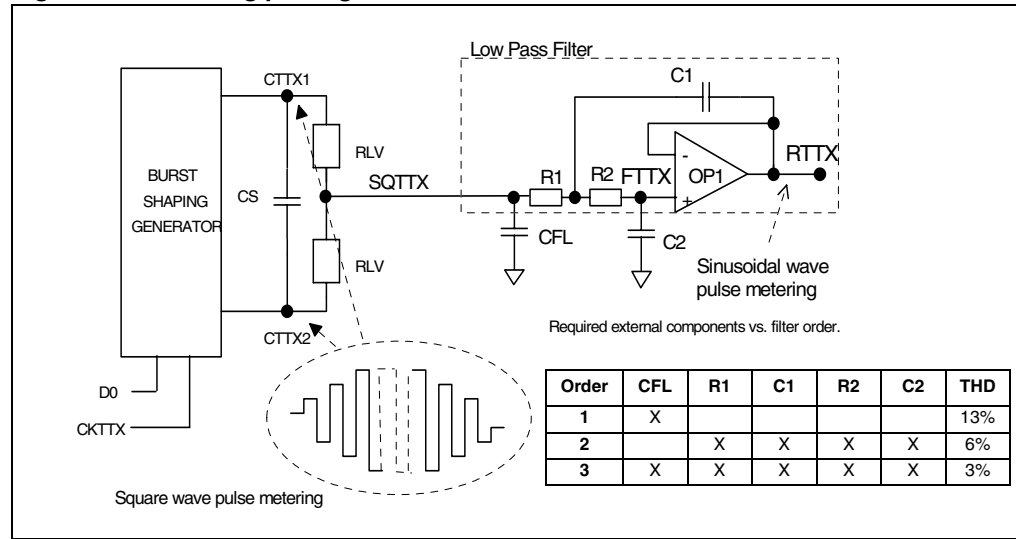 Low Pass Filter
CTTX1
C1
RLV
BURST
SHAPING
GENERATOR
CS
SQTTX
R1
R2
FTTX
-
+
OP1
RTTX
CFL
C2
RLV
Sinusoidal wave
pulse metering
CTTX2
Required external components vs. filter order.
D0
CKTTX
Square wave pulse metering
Order CFL R1 C1 R2 C2 THD
1 X 13%
2 X X X X 6%
3 X X X X X 3%